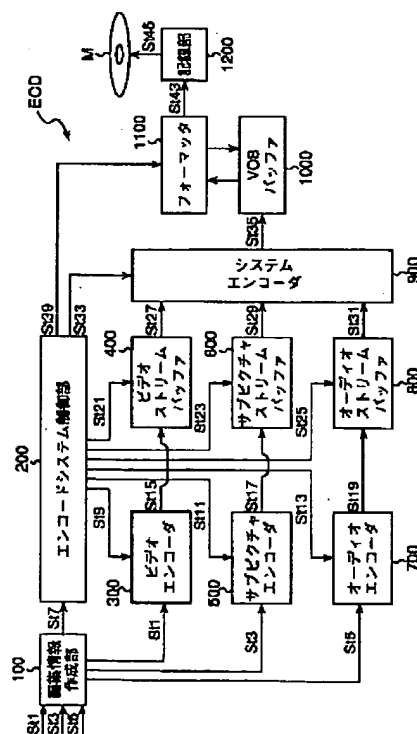 ECD
M
St45
記録部
1200
St43
1100
フォーマッタ
VOB
バッファ
1000
St35
St39
St33
システム
エンコーダ
900
200
エンコードシステム制御部
St21
400
St27
ビデオ
ストリーム
バッファ
St23
600
St29
サブピクチャ
ストリーム
バッファ
St25
St31
オーディオ
ストリーム
バッファ
800
St9
St15
300
ビデオ
エンコーダ
St11
St17
500
サブピクチャ
エンコーダ
St13
St19
オーディオ
エンコーダ
700
St7
100
編集情報
作成部
St1
St3
St5
St1
St3
St5